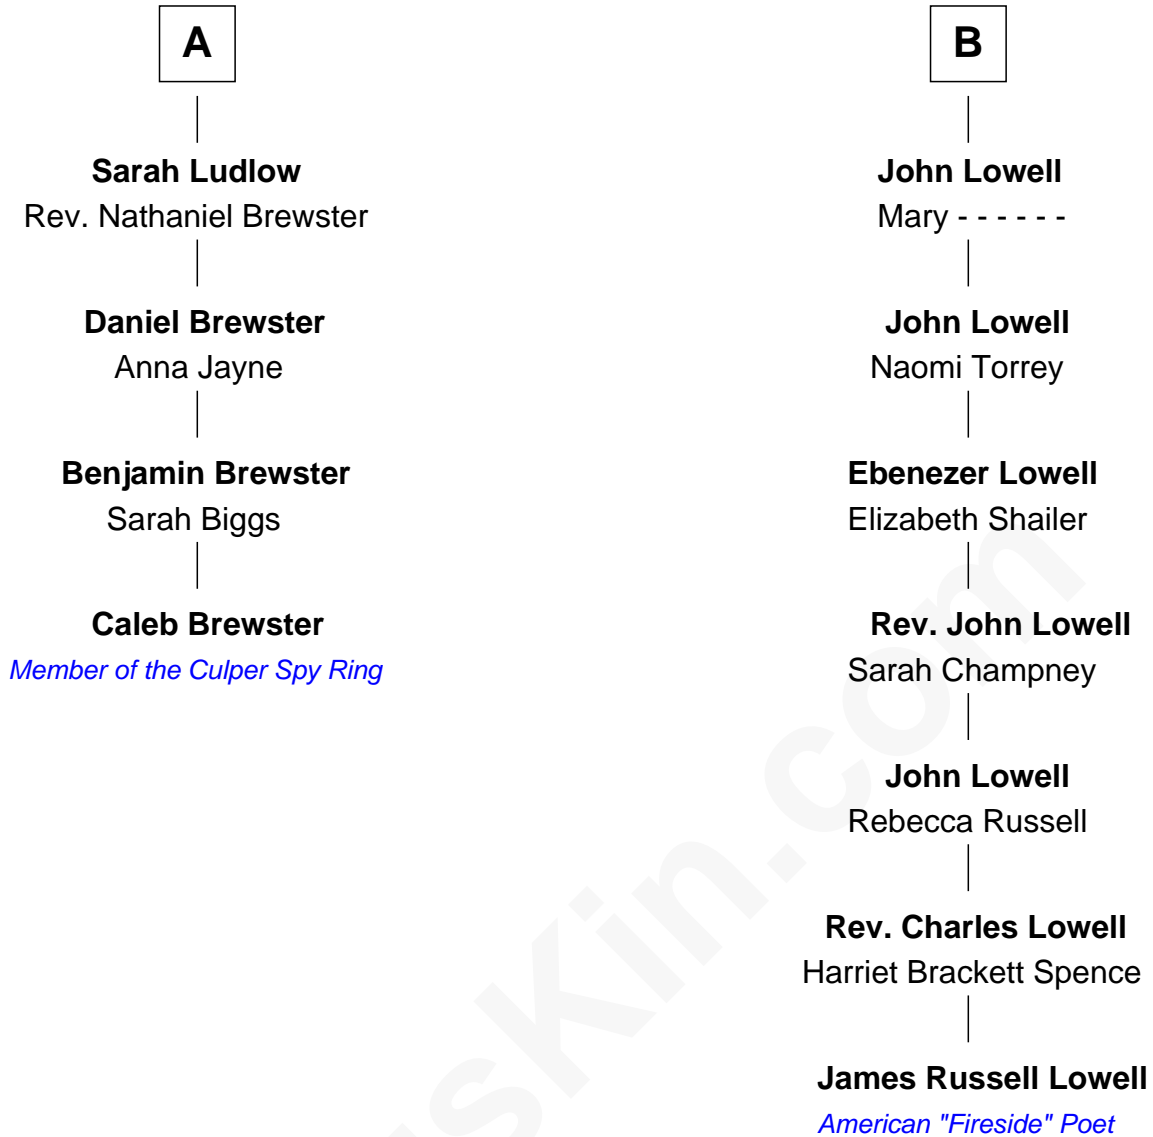 A
Sarah Ludlow
Rev. Nathaniel Brewster
Daniel Brewster
Anna Jayne
Benjamin Brewster
Sarah Biggs
Caleb Brewster
Member of the Culper Spy Ring
B
John Lowell
Mary - - - - - -
John Lowell
Naomi Torrey
Ebenezer Lowell
Elizabeth Shailer
Rev. John Lowell
Sarah Champney
John Lowell
Rebecca Russell
Rev. Charles Lowell
Harriet Brackett Spence
James Russell Lowell
American "Fireside" Poet
sKin.com